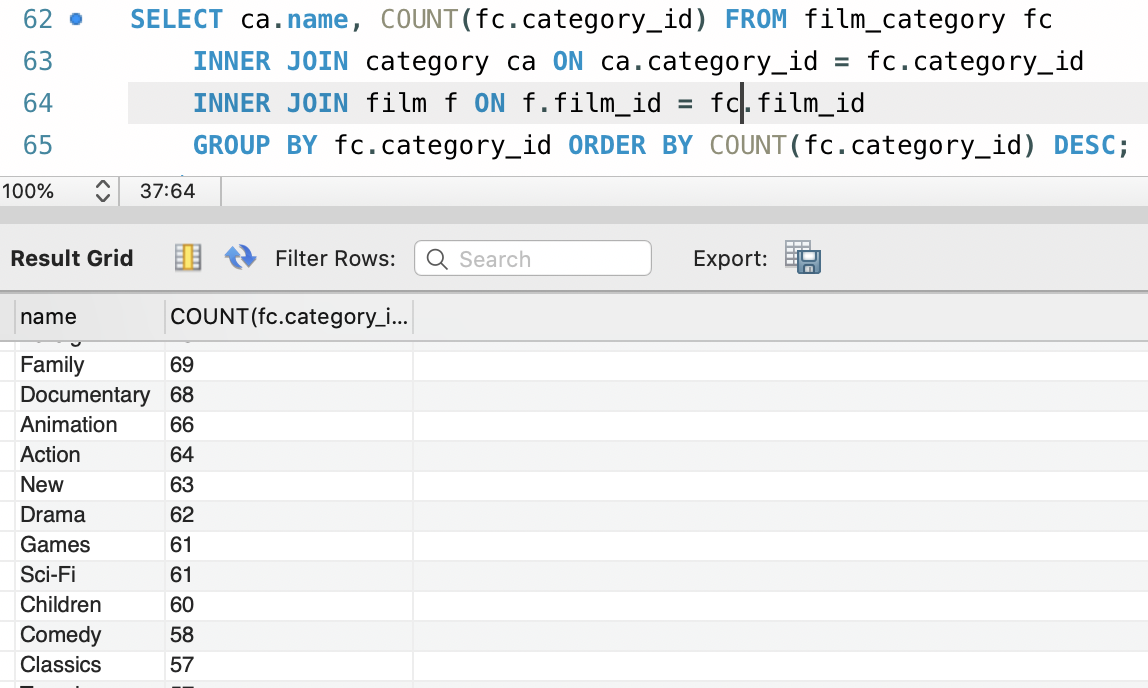 62 SELECT ca.name, COUNT(fc.category_id) FROM film_category fc
63 INNER JOIN category ca ON ca.category_id = fc.category_id
64 INNER JOIN film f ON f.film_id = fc.film_id
65 GROUP BY fc.category_id ORDER BY COUNT(fc.category_id) DESC;
100% 37:64
Result Grid Filter Rows: Search Export:
name COUNT(fc.category_i...
Family 69
Documentary 68
Animation 66
Action 64
New 63
Drama 62
Games 61
Sci-Fi 61
Children 60
Comedy 58
Classics 57